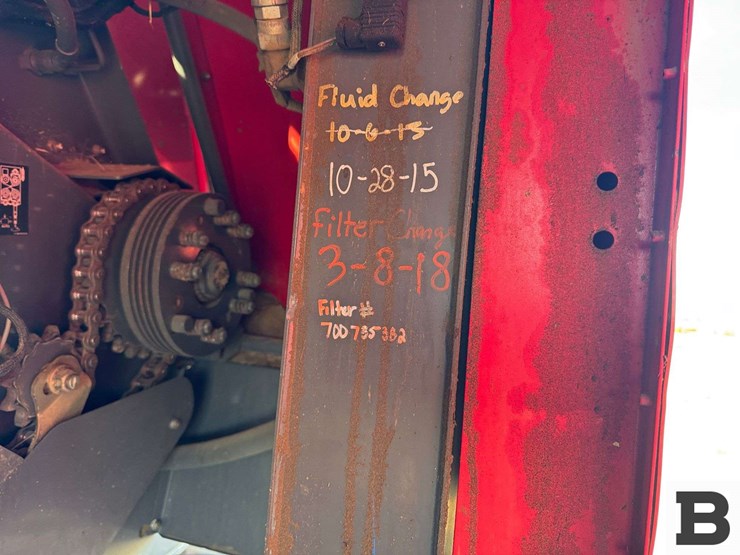 Fluid Change
10-6-15
10-28-15
Filter Change
3-8-18
Filter #
700735382
B